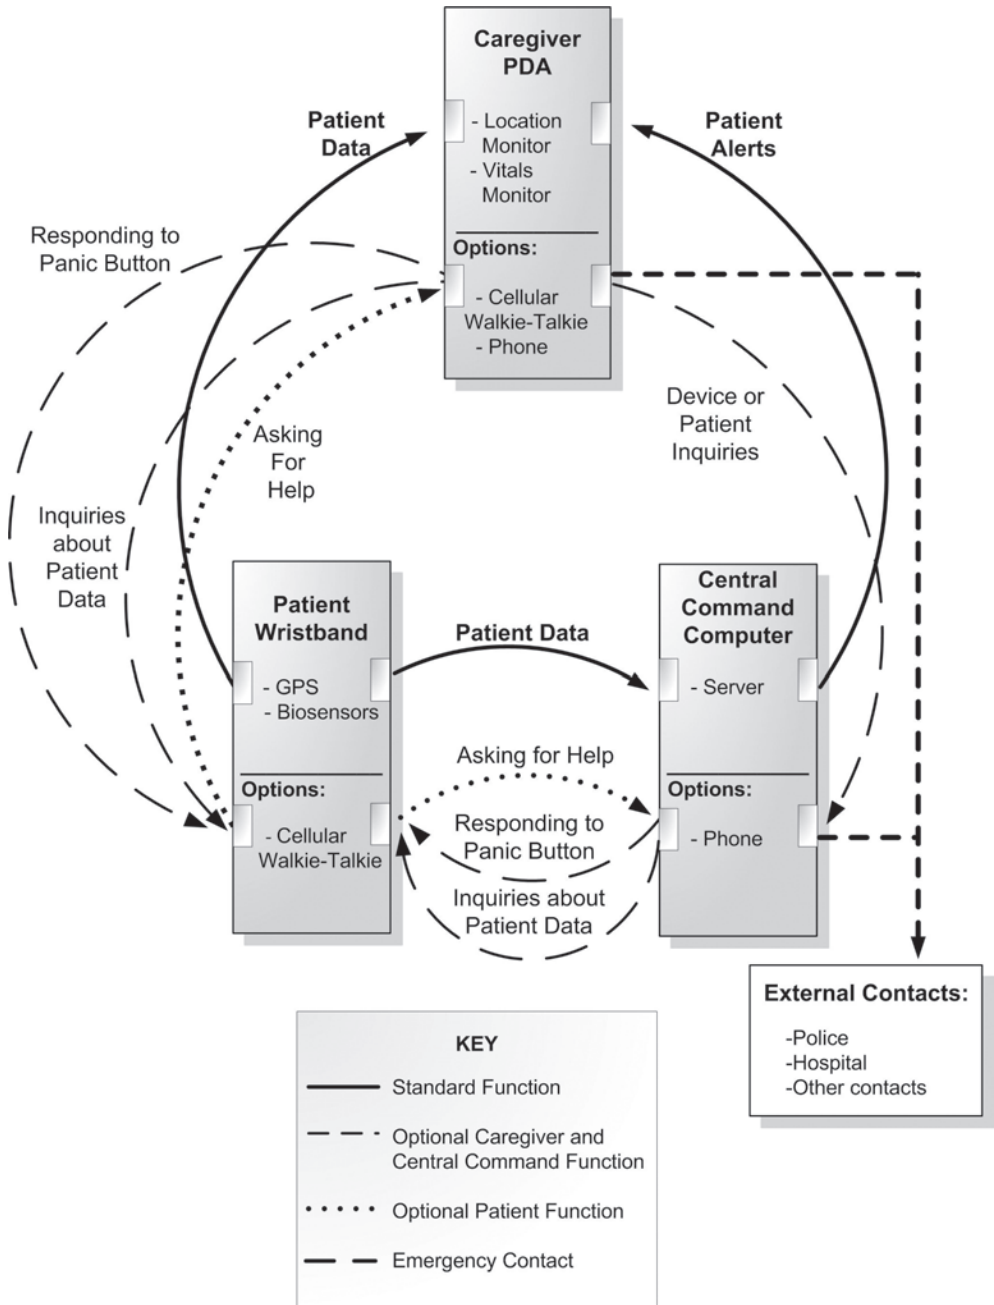 Caregiver
PDA
- Location
Monitor
- Vitals
Monitor
Options:
- Cellular
Walkie-Talkie
- Phone
Patient
Data
Patient
Alerts
Responding to
Panic Button
Asking
For
Help
Device or
Patient
Inquiries
Inquiries
about
Patient
Data
Patient
Wristband
- GPS
- Biosensors
Options:
- Cellular
Walkie-Talkie
Patient Data
Central
Command
Computer
- Server
Options:
- Phone
Asking for Help
Responding to
Panic Button
Inquiries about
Patient Data
External Contacts:
-Police
-Hospital
-Other contacts
KEY
Standard Function
Optional Caregiver and
Central Command Function
Optional Patient Function
Emergency Contact